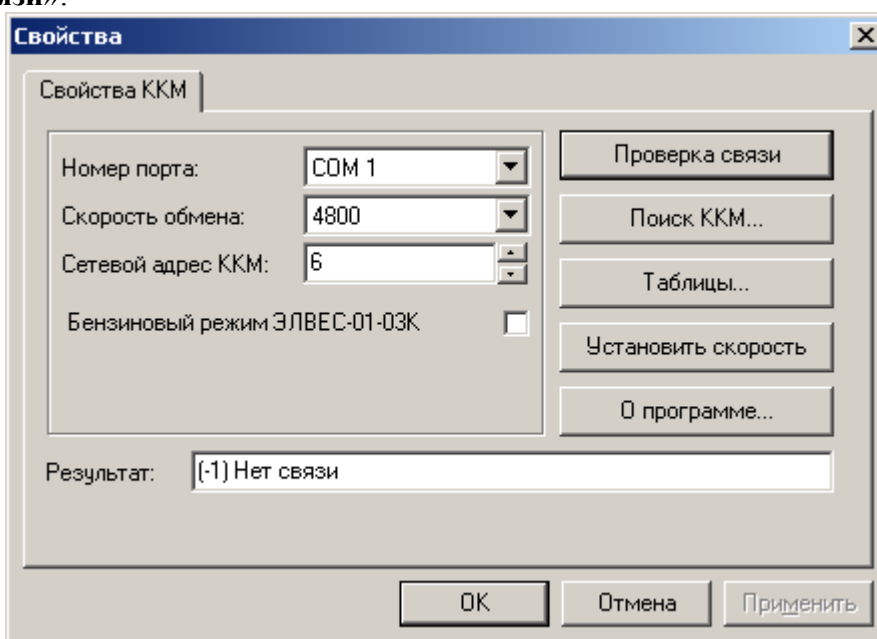 зи».
Свойства
Свойства ККМ
Номер порта: COM 1
Скорость обмена: 4800
Сетевой адрес ККМ: 6
Бензиновый режим ЭЛВЕС-01-03К
Проверка связи
Поиск ККМ...
Таблицы...
Установить скорость
О программе...
Результат: (-1) Нет связи
OK Отмена Применить